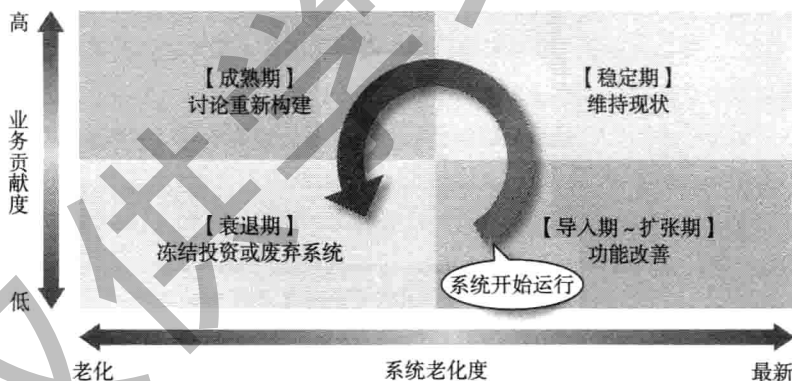 高
业务贡献度
低
【成熟期】
讨论重新构建
【稳定期】
维持现状
【衰退期】
冻结投资或废弃系统
【导入期~扩张期】
功能改善
系统开始运行
老化
系统老化度
最新